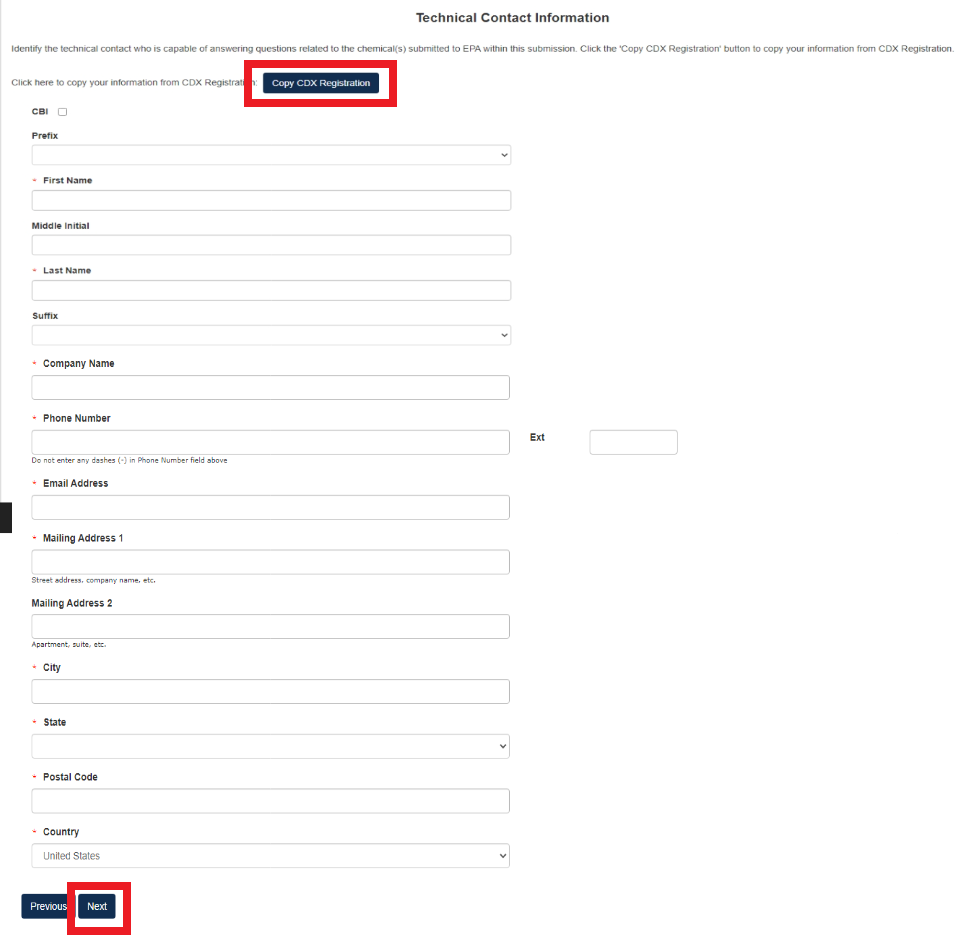 Technical Contact Information
Identify the technical contact who is capable of answering questions related to the chemical(s) submitted to EPA within this submission. Click the 'Copy CDX Registration' button to copy your information from CDX Registration.
Click here to copy your information from CDX Registration: Copy CDX Registration
CBI
Prefix
* First Name
Middle Initial
* Last Name
Suffix
* Company Name
* Phone Number
Ext
Do not enter any dashes (-) in Phone Number field above
* Email Address
* Mailing Address 1
Street address, company name, etc.
Mailing Address 2
Apartment, suite, etc.
* City
* State
* Postal Code
* Country
United States
Previous Next